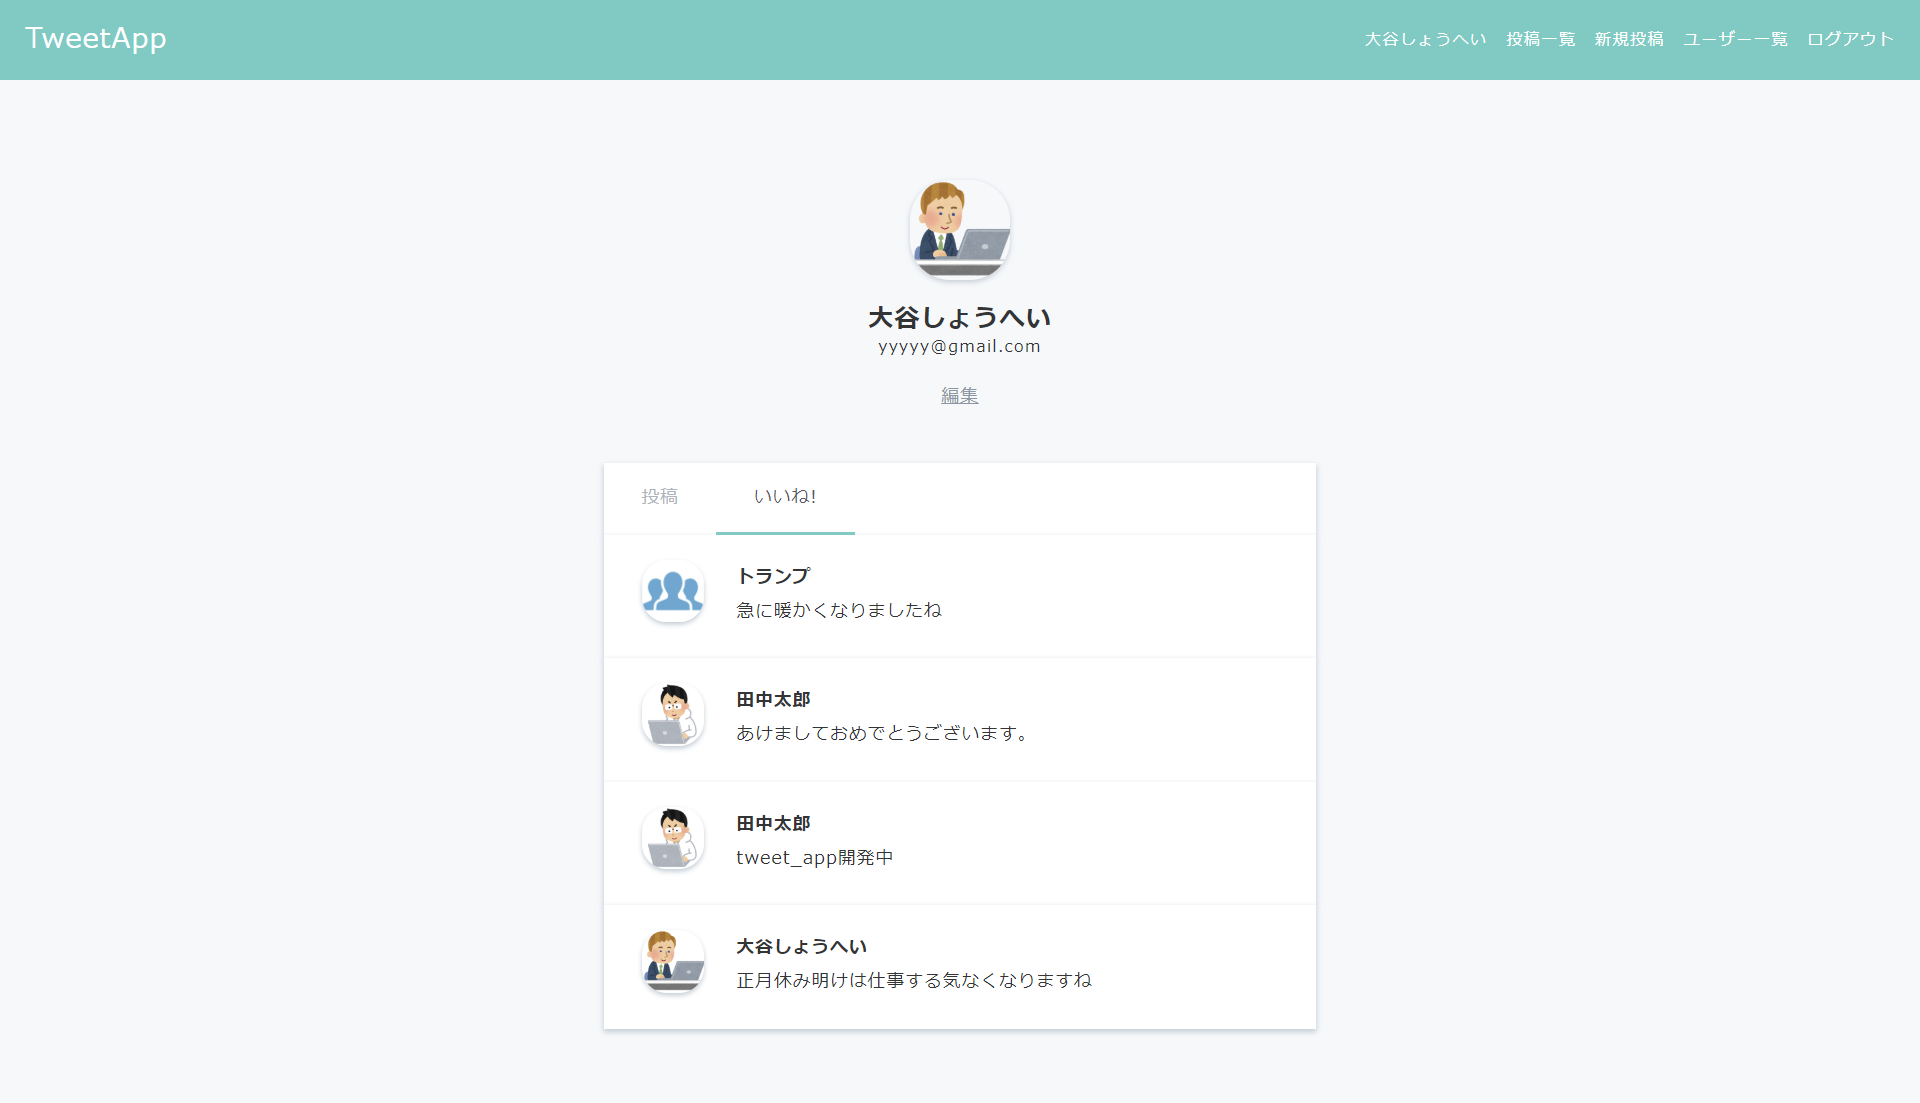 TweetApp
大谷しょうへい 投稿一覧 新規投稿 ユーザー一覧 ログアウト
大谷しょうへい
yyyyy@gmail.com
編集
投稿 いいね!
トランプ
急に暖かくなりましたね
田中太郎
あけましておめでとうございます。
田中太郎
tweet_app開発中
大谷しょうへい
正月休み明けは仕事する気なくなりますね